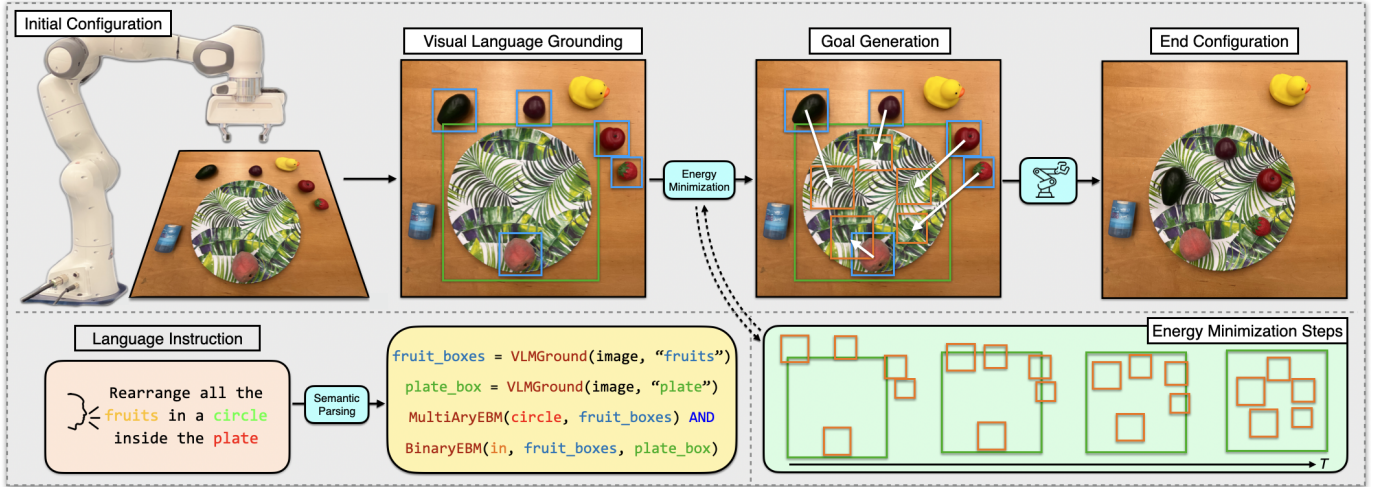 Initial Configuration
Visual Language Grounding
Goal Generation
End Configuration
Energy
Minimization
Language Instruction
Rearrange all the
fruits in a circle
inside the plate
Semantic
Parsing
fruit_boxes = VLMGround(image, “fruits”)
plate_box = VLMGround(image, “plate”)
MultiAryEBM(circle, fruit_boxes) AND
BinaryEBM(in, fruit_boxes, plate_box)
Energy Minimization Steps
T